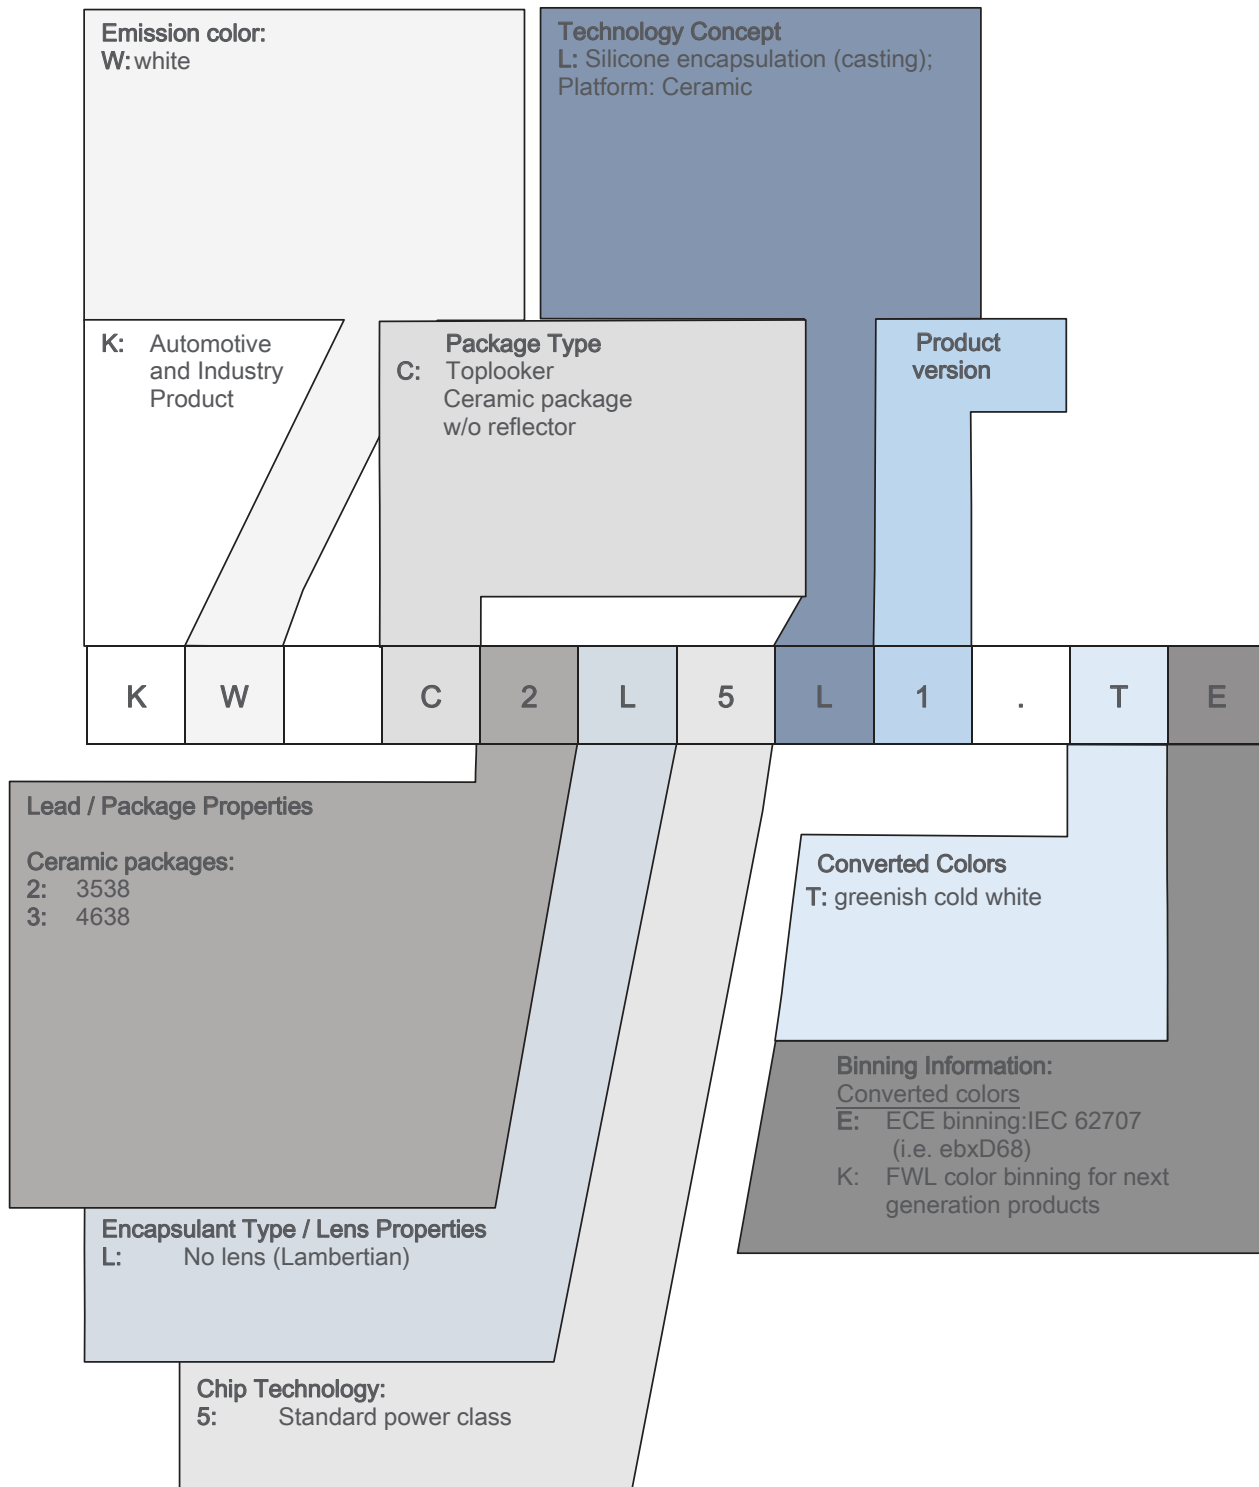 Emission color:
W: white
Technology Concept
L: Silicone encapsulation (casting);
Platform: Ceramic
K: Automotive
and Industry
Product
Package Type
C: Toplooker
Ceramic package
w/o reflector
Product
version
K W C 2 L 5 L 1 . T E
Lead / Package Properties
Ceramic packages:
2: 3538
3: 4638
Converted Colors
T: greenish cold white
Binning Information:
Converted colors
E: ECE binning:IEC 62707
(i.e. ebxD68)
K: FWL color binning for next
generation products
Encapsulant Type / Lens Properties
L: No lens (Lambertian)
Chip Technology:
5: Standard power class